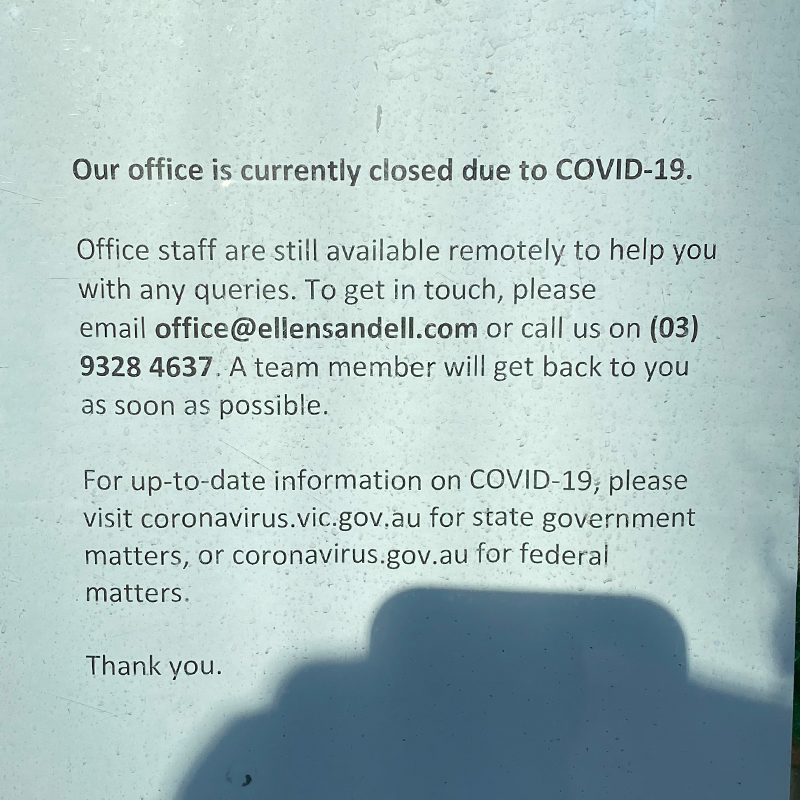 Our office is currently closed due to COVID-19.
Office staff are still available remotely to help you
with any queries. To get in touch, please
email office@ellensandell.com or call us on (03)
9328 4637. A team member will get back to you
as soon as possible.
For up-to-date information on COVID-19, please
visit coronavirus.vic.gov.au for state government
matters, or coronavirus.gov.au for federal
matters.
Thank you.